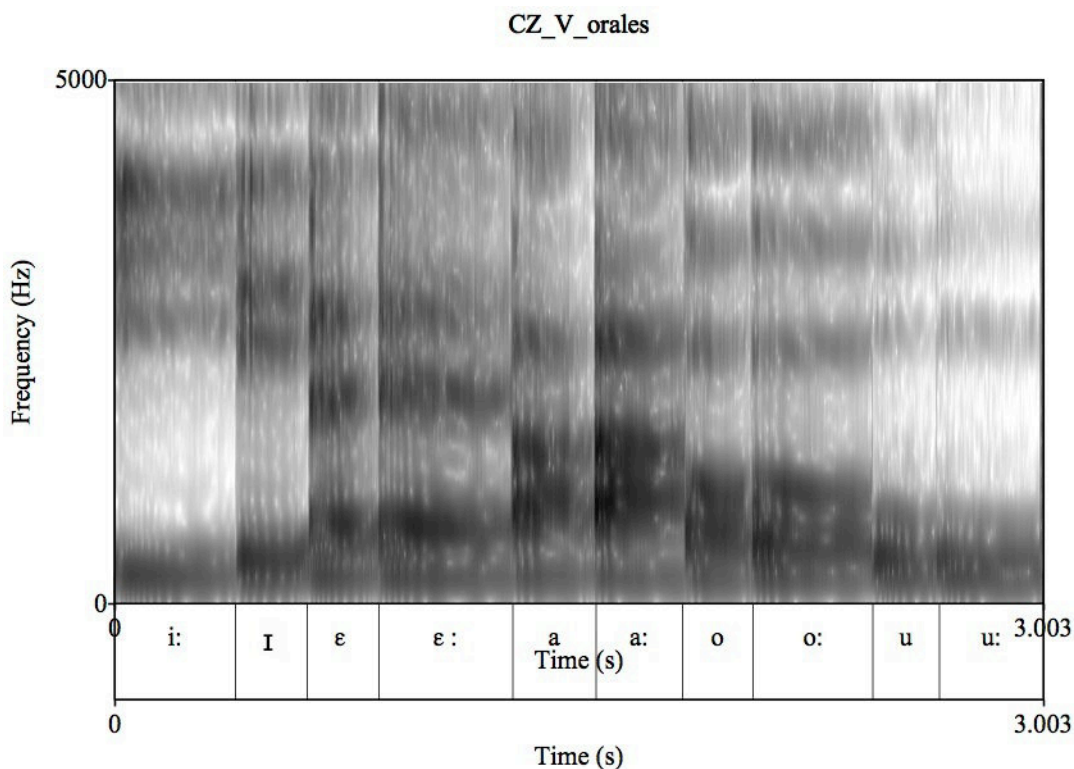 CZ_V_orales
5000
Frequency (Hz)
0
0 3.003
i: ɪ ɛ ɛ : a a: o o: u u:
Time (s)
0 3.003
Time (s)